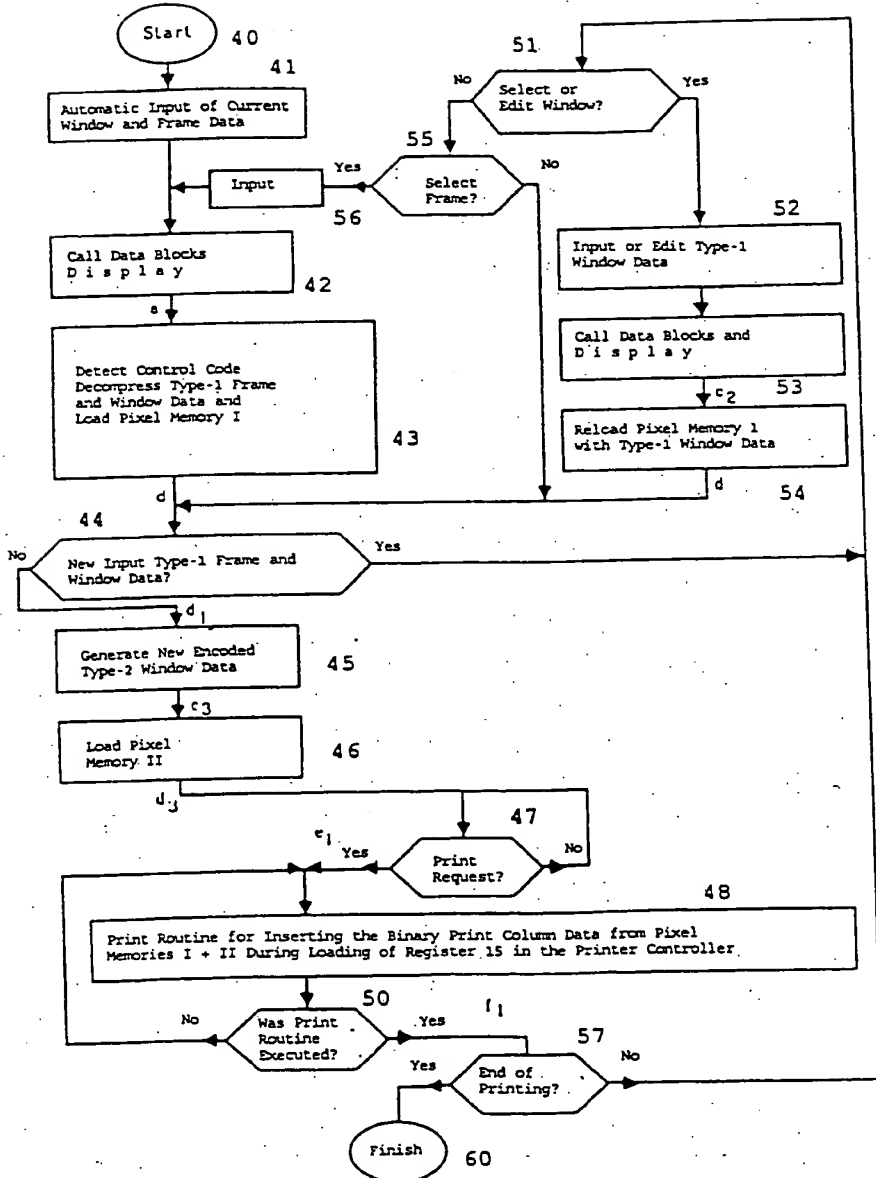 Start
40
41
Automatic Input of Current
Window and Frame Data
51
No
Select or
Edit Window?
Yes
55
Input
Yes
Select
Frame?
No
56
52
Call Data Blocks
D i s p l a y
42
a
Input or Edit Type-1
Window Data
Call Data Blocks and
D i s p l a y
c2
53
Detect Control Code
Decompress Type-1 Frame
and Window Data and
Load Pixel Memory I
43
d
Reload Pixel Memory 1
with Type-1 Window Data
d
54
44
No
New Input Type-1 Frame and
Window Data?
Yes
d1
Generate New Encoded
Type-2 Window Data
45
c3
Load Pixel
Memory II
46
d3
47
e1
Yes
Print
Request?
No
48
Print Routine for Inserting the Binary Print Column Data from Pixel
Memories I + II During Loading of Register 15 in the Printer Controller
50
No
Was Print
Routine
Executed?
Yes
f1
57
Yes
End of
Printing?
No
Finish
60